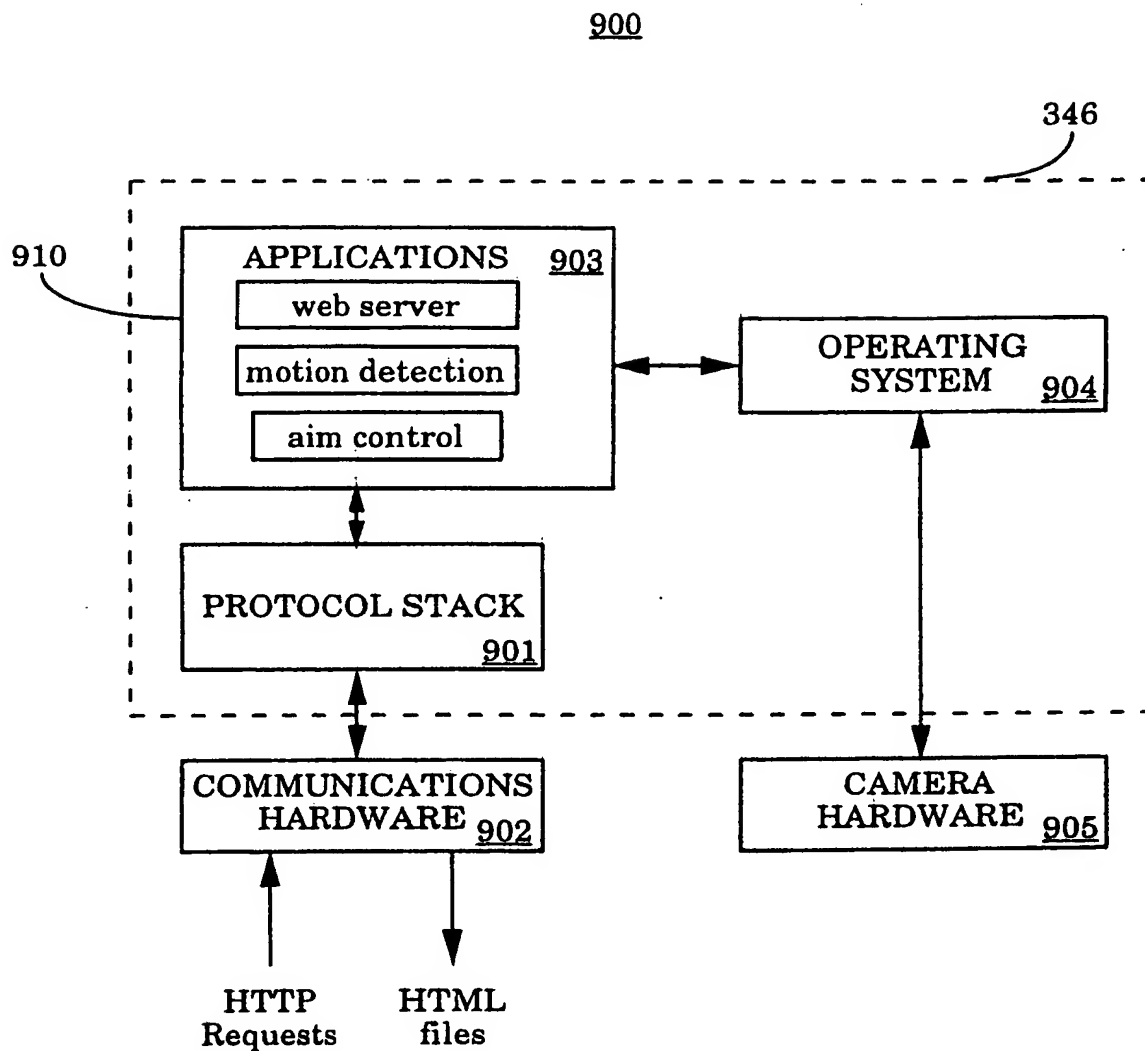 900
346
910
APPLICATIONS
903
web server
motion detection
aim control
OPERATING
SYSTEM
904
PROTOCOL STACK
901
COMMUNICATIONS
HARDWARE
902
CAMERA
HARDWARE
905
HTTP
Requests
HTML
files